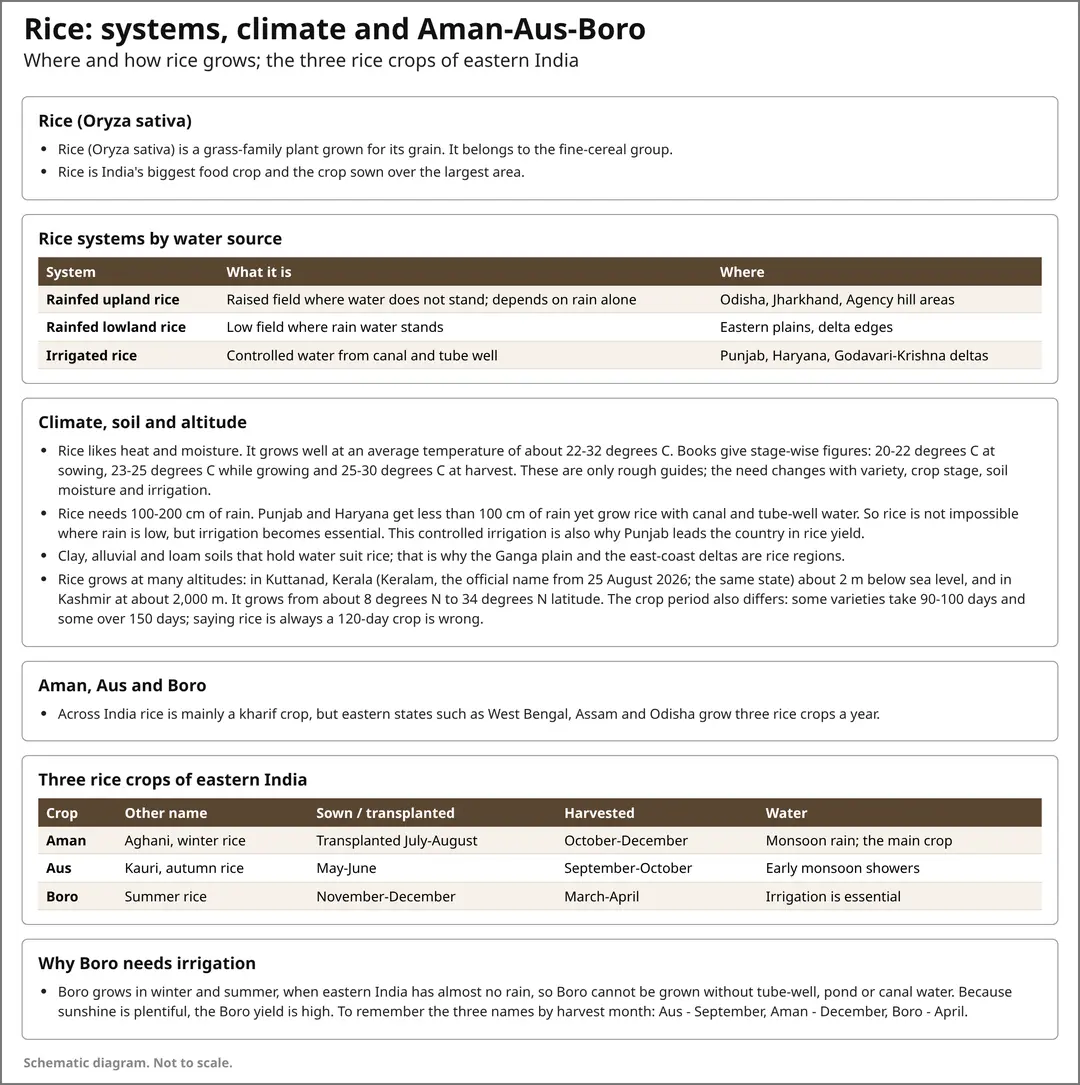 Rice: systems, climate and Aman-Aus-Boro
Where and how rice grows; the three rice crops of eastern India
Rice (Oryza sativa)
• Rice (Oryza sativa) is a grass-family plant grown for its grain. It belongs to the fine-cereal group.
• Rice is India's biggest food crop and the crop sown over the largest area.
Rice systems by water source
System What it is Where
Rainfed upland rice Raised field where water does not stand; depends on rain alone Odisha, Jharkhand, Agency hill areas
Rainfed lowland rice Low field where rain water stands Eastern plains, delta edges
Irrigated rice Controlled water from canal and tube well Punjab, Haryana, Godavari-Krishna deltas
Climate, soil and altitude
• Rice likes heat and moisture. It grows well at an average temperature of about 22-32 degrees C. Books give stage-wise figures: 20-22 degrees C at
sowing, 23-25 degrees C while growing and 25-30 degrees C at harvest. These are only rough guides; the need changes with variety, crop stage, soil
moisture and irrigation.
• Rice needs 100-200 cm of rain. Punjab and Haryana get less than 100 cm of rain yet grow rice with canal and tube-well water. So rice is not impossible
where rain is low, but irrigation becomes essential. This controlled irrigation is also why Punjab leads the country in rice yield.
• Clay, alluvial and loam soils that hold water suit rice; that is why the Ganga plain and the east-coast deltas are rice regions.
• Rice grows at many altitudes: in Kuttanad, Kerala (Keralam, the official name from 25 August 2026; the same state) about 2 m below sea level, and in
Kashmir at about 2,000 m. It grows from about 8 degrees N to 34 degrees N latitude. The crop period also differs: some varieties take 90-100 days and
some over 150 days; saying rice is always a 120-day crop is wrong.
Aman, Aus and Boro
• Across India rice is mainly a kharif crop, but eastern states such as West Bengal, Assam and Odisha grow three rice crops a year.
Three rice crops of eastern India
Crop Other name Sown / transplanted Harvested Water
Aman Aghani, winter rice Transplanted July-August October-December Monsoon rain; the main crop
Aus Kauri, autumn rice May-June September-October Early monsoon showers
Boro Summer rice November-December March-April Irrigation is essential
Why Boro needs irrigation
• Boro grows in winter and summer, when eastern India has almost no rain, so Boro cannot be grown without tube-well, pond or canal water. Because
sunshine is plentiful, the Boro yield is high. To remember the three names by harvest month: Aus - September, Aman - December, Boro - April.
Schematic diagram. Not to scale.